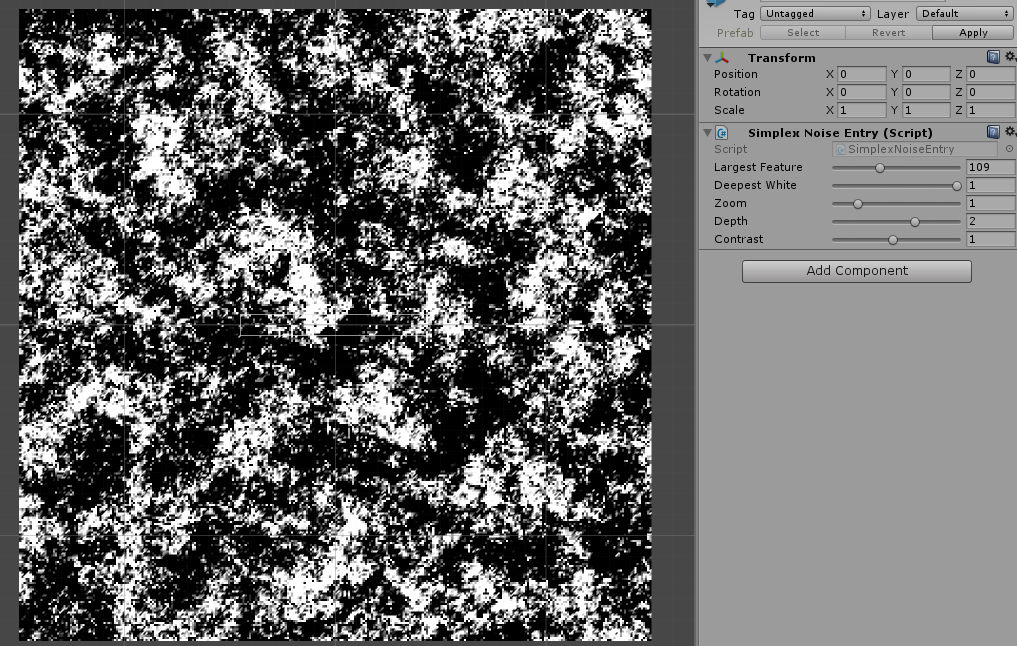 Tag Untagged Layer Default
Prefab Select Revert Apply
Transform
Position X 0 Y 0 Z 0
Rotation X 0 Y 0 Z 0
Scale X 1 Y 1 Z 1
Simplex Noise Entry (Script)
Script SimplexNoiseEntry
Largest Feature 109
Deepest White 1
Zoom 1
Depth 2
Contrast 1
Add Component